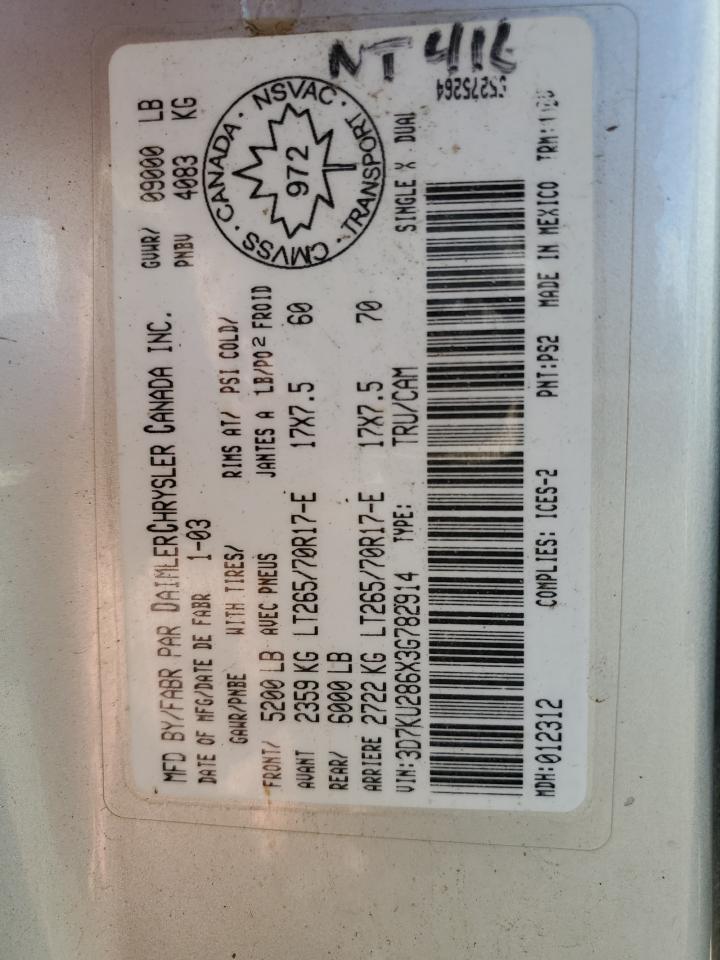 NT 416
C5275264
MFD BY/FABR PAR DAIMLERCHRYSLER CANADA INC.
GVWR/ 09000 LB
DATE OF MFG/DATE DE FABR 1-03
PNBV 4083 KG
CANADA · NSVAC · TRANSPORT · CMVSS ·
972
GAWR/PNBE WITH TIRES/ RIMS AT/ PSI COLD/
FRONT/ 5200 LB AVEC PNEUS JANTES A LB/PO² FROID
AVANT 2359 KG LT265/70R17-E 17X7.5 60
REAR/ 6000 LB
ARRIERE 2722 KG LT265/70R17-E 17X7.5 70
VIN:3D7KU286X3G782914 TYPE: TRU/CAM SINGLE X DUAL
MDH:012312 COMPLIES: ICES-2 PNT:PS2 MADE IN MEXICO TRM: